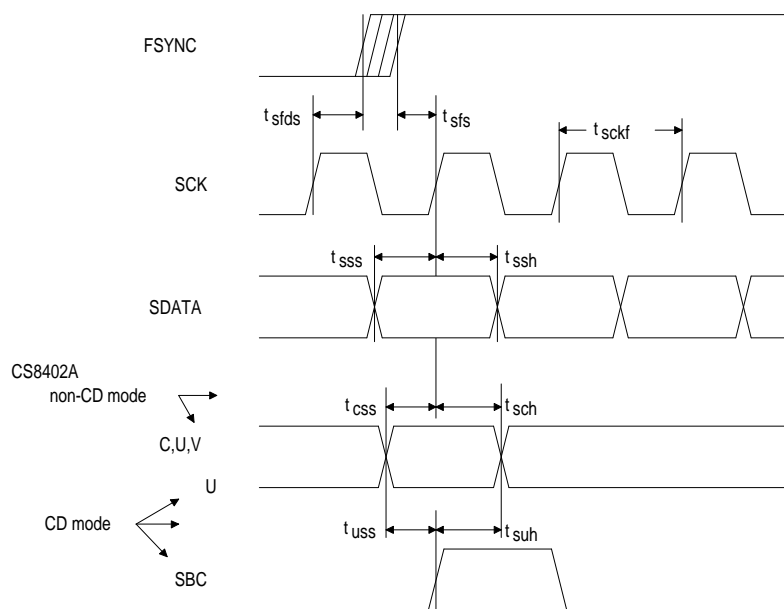 FSYNC
t sfds
t sfs
t sckf
SCK
t sss
t ssh
SDATA
CS8402A
non-CD mode
t css
t sch
C,U,V
U
CD mode
t uss
t suh
SBC